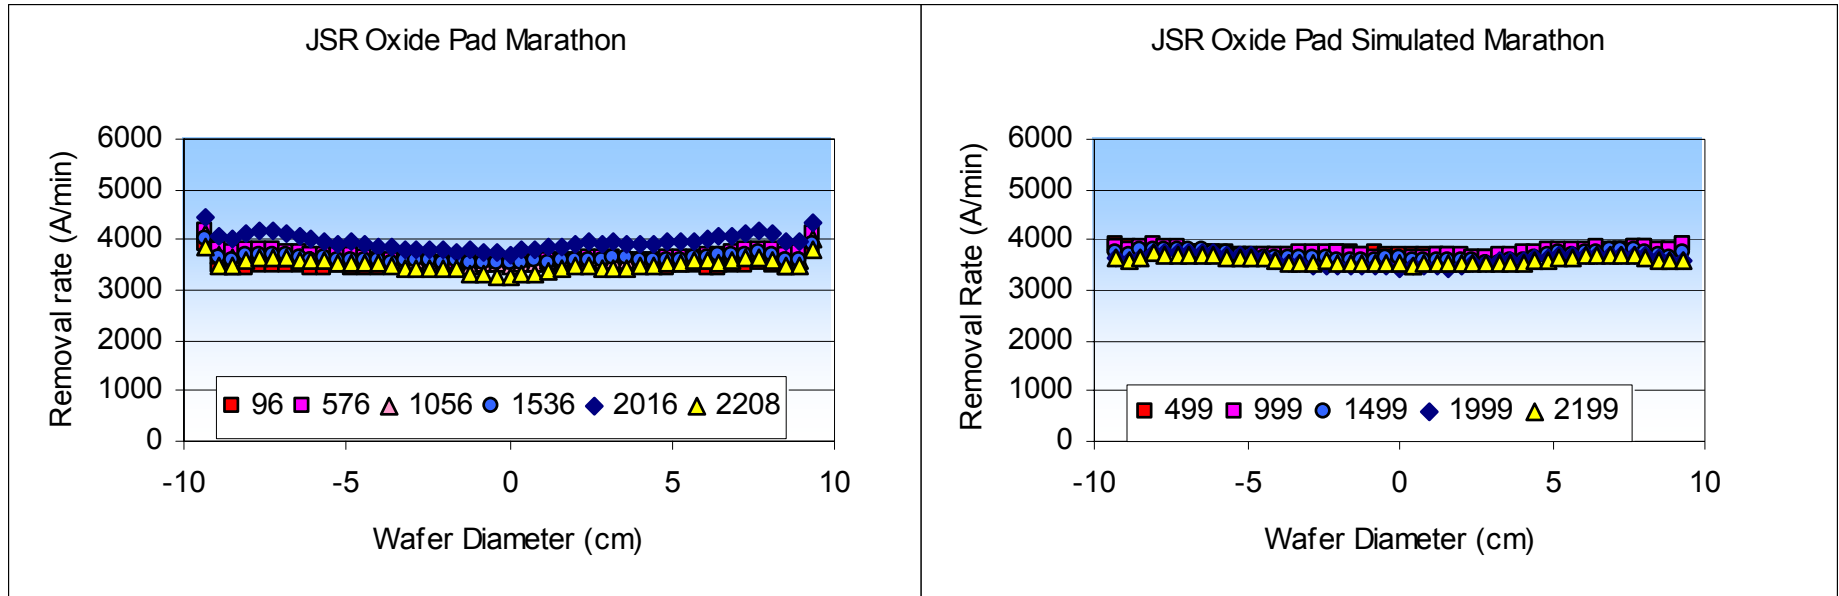 JSR Oxide Pad Marathon
Removal rate (A/min)
6000
5000
4000
3000
2000
1000
0
96 576 1056 1536 2016 2208
-10 -5 0 5 10
Wafer Diameter (cm)
JSR Oxide Pad Simulated Marathon
Removal Rate (A/min)
6000
5000
4000
3000
2000
1000
0
499 999 1499 1999 2199
-10 -5 0 5 10
Wafer Diameter (cm)